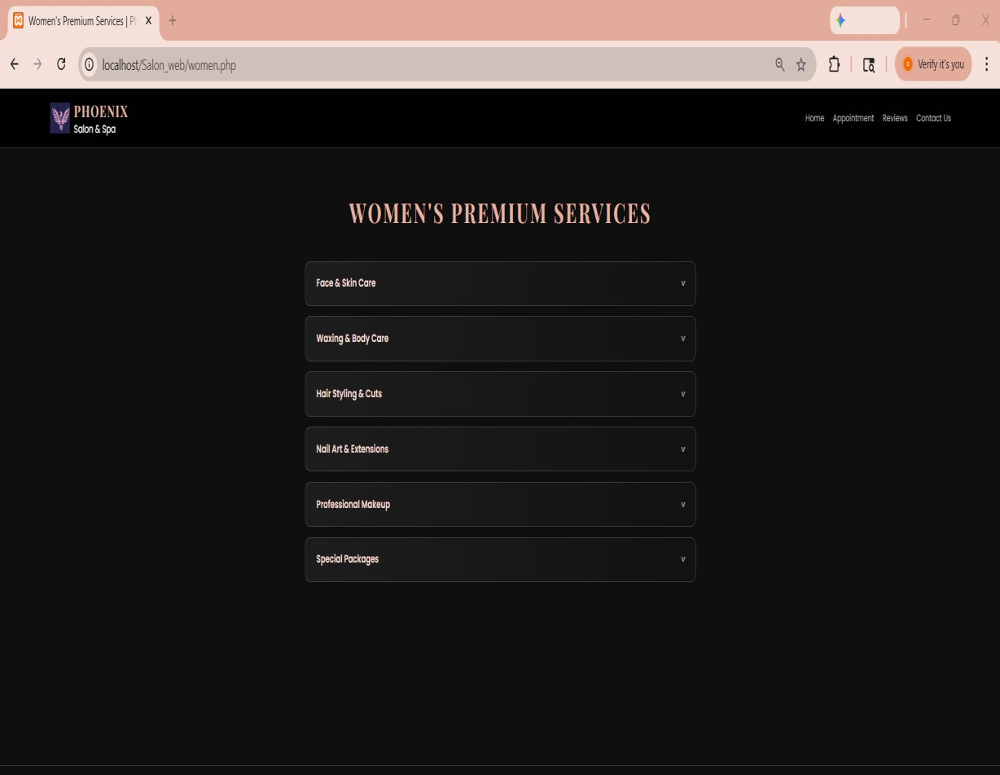 Women's Premium Services | Ph
localhost/Salon_web/women.php
Verify it's you
PHOENIX
Salon & Spa
Home Appointment Reviews Contact Us
WOMEN'S PREMIUM SERVICES
Face & Skin Care v
Waxing & Body Care v
Hair Styling & Cuts v
Nail Art & Extensions v
Professional Makeup v
Special Packages v